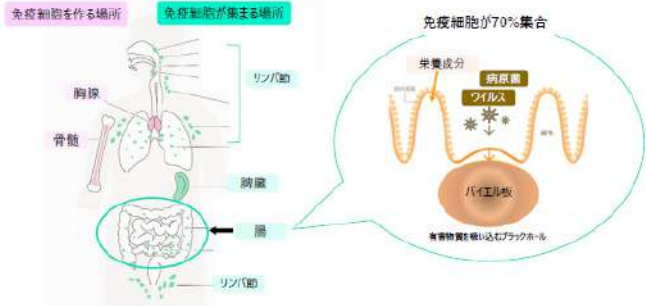 免疫細胞を作る場所
免疫細胞が集まる場所
リンパ節
胸腺
骨髄
脾臓
腸
リンパ節
免疫細胞が70%集合
栄養成分
病原菌
ウイルス
パイエル板
有害物質を吸い込むブラックホール